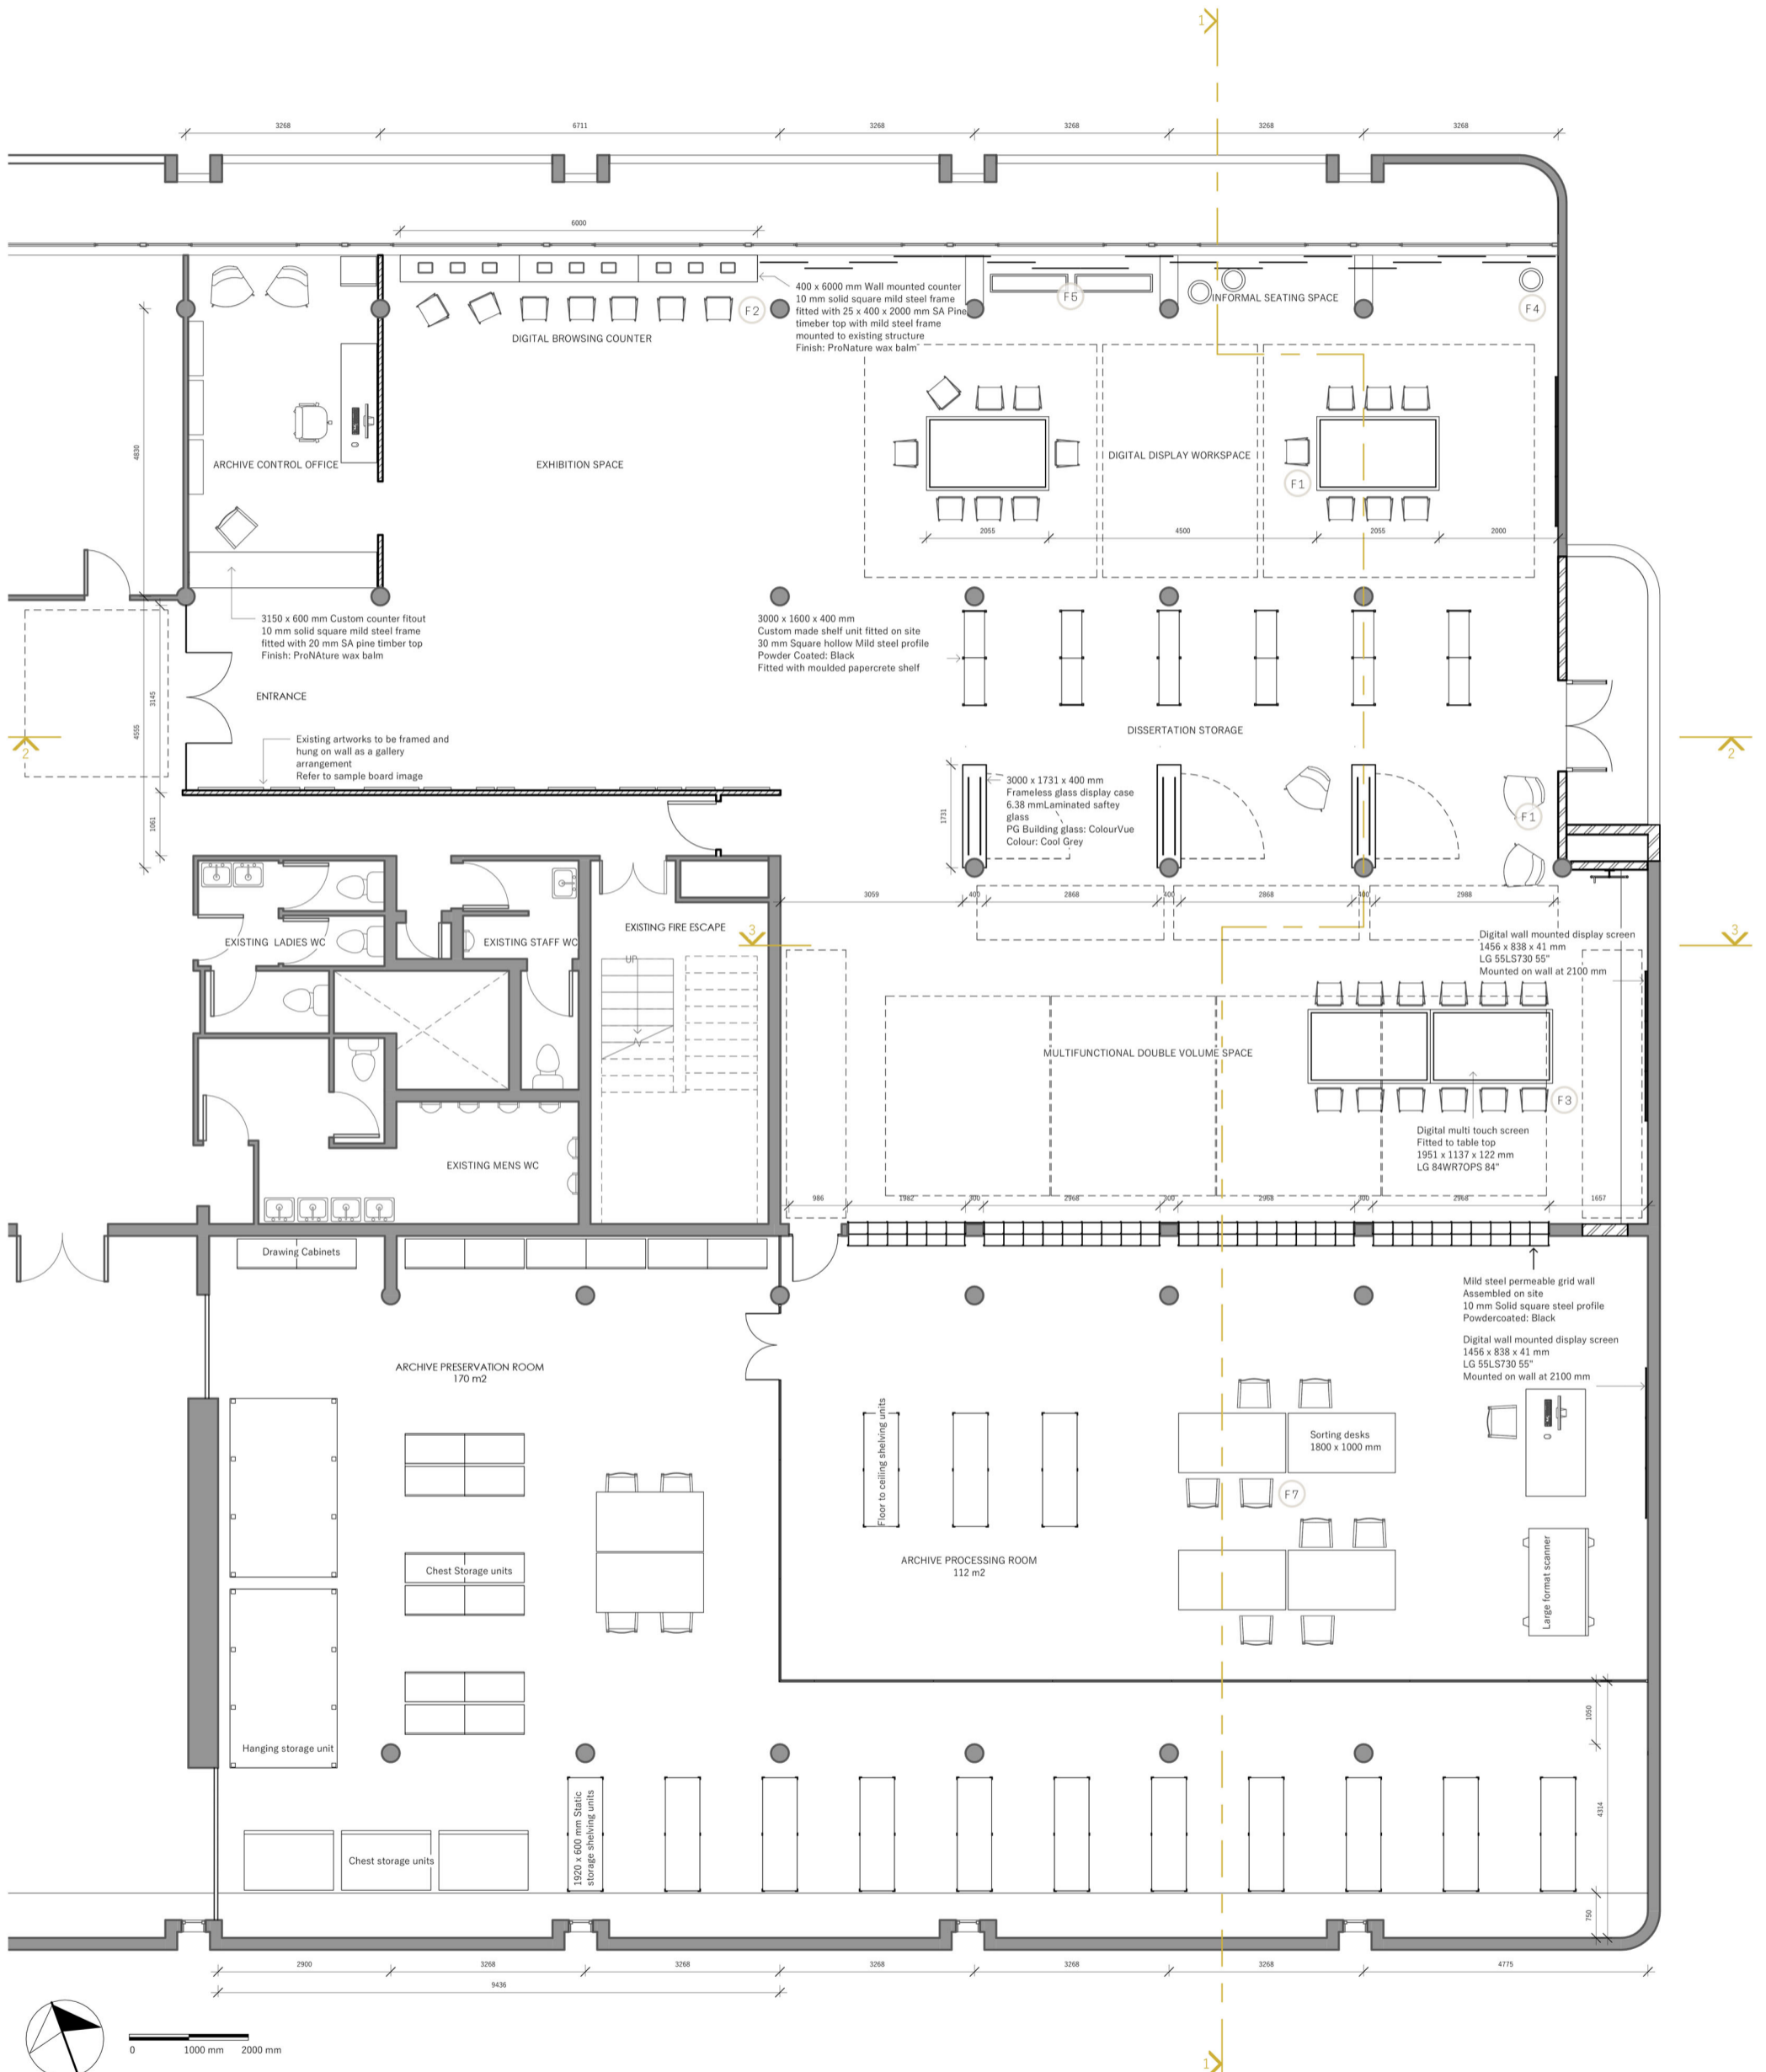 1
3268
6711
3268
3268
3268
3268
6000
400 x 6000 mm Wall mounted counter
10 mm solid square mild steel frame
fitted with 25 x 400 x 2000 mm SA Pine
timeber top with mild steel frame
mounted to existing structure
Finish: ProNature wax balm`
F2
F5
INFORMAL SEATING SPACE
F4
DIGITAL BROWSING COUNTER
4830
ARCHIVE CONTROL OFFICE
EXHIBITION SPACE
DIGITAL DISPLAY WORKSPACE
F1
2055
4500
2055
2000
3150 x 600 mm Custom counter fitout
10 mm solid square mild steel frame
fitted with 20 mm SA pine timber top
Finish: ProNAture wax balm
3000 x 1600 x 400 mm
Custom made shelf unit fitted on site
30 mm Square hollow Mild steel profile
Powder Coated: Black
Fitted with moulded papercrete shelf
ENTRANCE
3145
4595
DISSERTATION STORAGE
2
2
Existing artworks to be framed and
hung on wall as a gallery
arrangement
Refer to sample board image
3000 x 1731 x 400 mm
Frameless glass display case
6.38 mmLaminated saftey
glass
PG Building glass: ColourVue
Colour: Cool Grey
1061
1731
F1
3059
400
2868
400
2868
400
2988
EXISTING LADIES WC
EXISTING STAFF WC
EXISTING FIRE ESCAPE
UP
3
3
Digital wall mounted display screen
1456 x 838 x 41 mm
LG 55LS730 55"
Mounted on wall at 2100 mm
MULTIFUNCTIONAL DOUBLE VOLUME SPACE
F3
Digital multi touch screen
Fitted to table top
1951 x 1137 x 122 mm
LG 84WR7OPS 84"
EXISTING MENS WC
986
1982
300
2968
300
2968
300
2968
1657
Drawing Cabinets
Mild steel permeable grid wall
Assembled on site
10 mm Solid square steel profile
Powdercoated: Black
Digital wall mounted display screen
1456 x 838 x 41 mm
LG 55LS730 55"
Mounted on wall at 2100 mm
ARCHIVE PRESERVATION ROOM
170 m2
Floor to ceiling shelving units
Sorting desks
1800 x 1000 mm
F7
ARCHIVE PROCESSING ROOM
112 m2
Large format scanner
Chest Storage units
Hanging storage unit
1050
4314
1920 x 600 mm Static
storage shelving units
Chest storage units
750
2900
3268
3268
3268
3268
3268
4775
9436
0
1000 mm
2000 mm
1